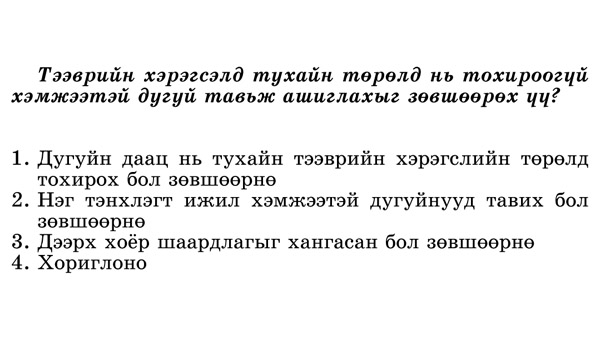 Тээврийн хэрэгсэлд тухайн төрөлд нь тохироогүй
хэмжээтэй дугуй тавьж ашиглахыг зөвшөөрөх үү?
1. Дугуйн даац нь тухайн тээврийн хэрэгслийн төрөлд
тохирох бол зөвшөөрнө
2. Нэг тэнхлэгт ижил хэмжээтэй дугуйнууд тавих бол
зөвшөөрнө
3. Дээрх хоёр шаардлагыг хангасан бол зөвшөөрнө
4. Хориглоно